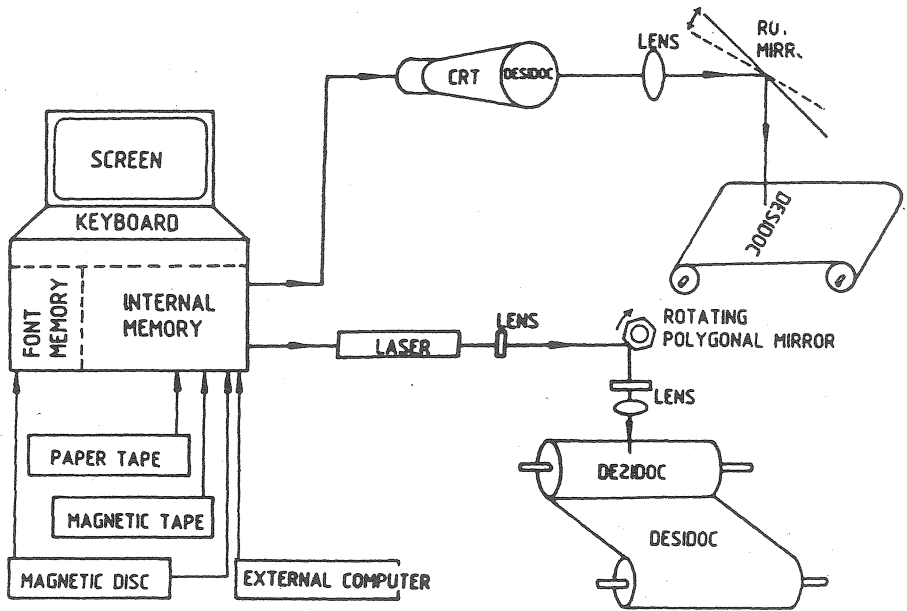 CRT
DESIDOC
LENS
RO.
MIRR.
SCREEN
KEYBOARD
DESIDOC
FONT
MEMORY
INTERNAL
MEMORY
LASER
LENS
ROTATING
POLYGONAL MIRROR
LENS
PAPER TAPE
MAGNETIC TAPE
MAGNETIC DISC
EXTERNAL COMPUTER
DESIDOC
DESIDOC